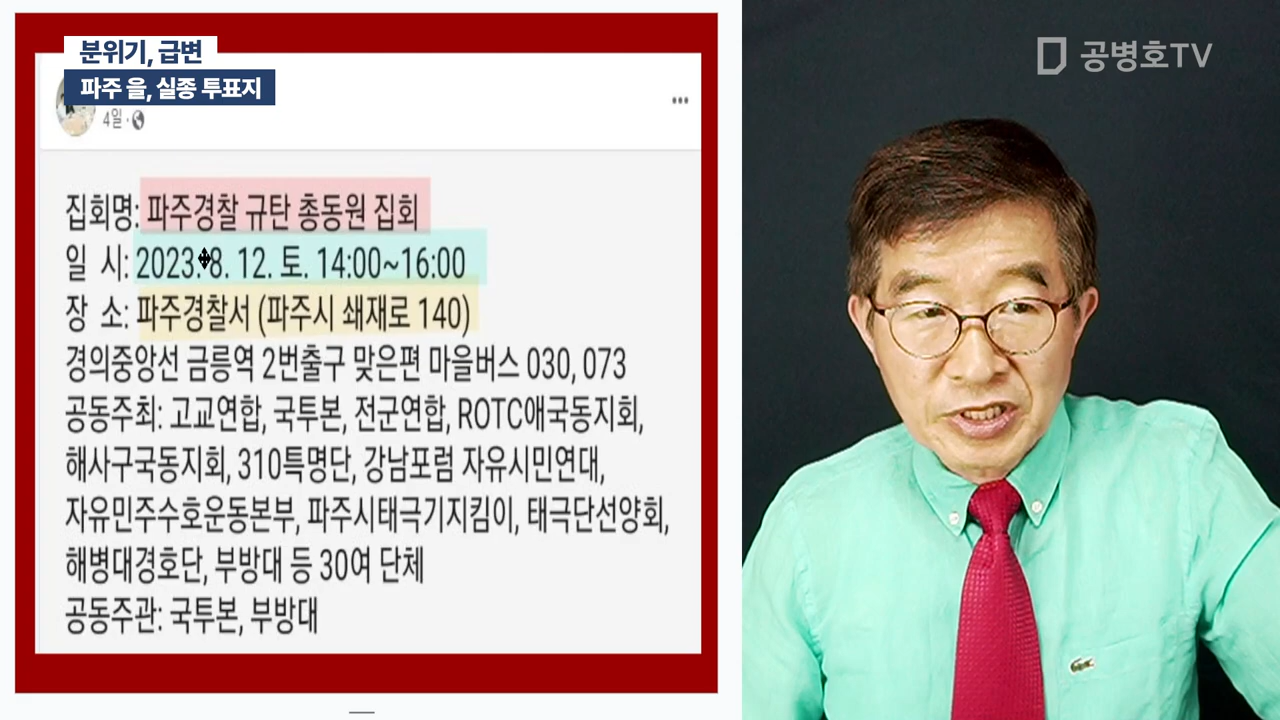 분위기, 급변
파주 을, 실종 투표지
공병호TV
4일 ·
집회명: 파주경찰 규탄 총동원 집회
일 시: 2023. 8. 12. 토. 14:00~16:00
장 소: 파주경찰서 (파주시 쇄재로 140)
경의중앙선 금릉역 2번출구 맞은편 마을버스 030, 073
공동주최: 고교연합, 국투본, 전군연합, ROTC애국동지회,
해사구국동지회, 310특명단, 강남포럼 자유시민연대,
자유민주수호운동본부, 파주시태극기지킴이, 태극단선양회,
해병대경호단, 부방대 등 30여 단체
공동주관: 국투본, 부방대